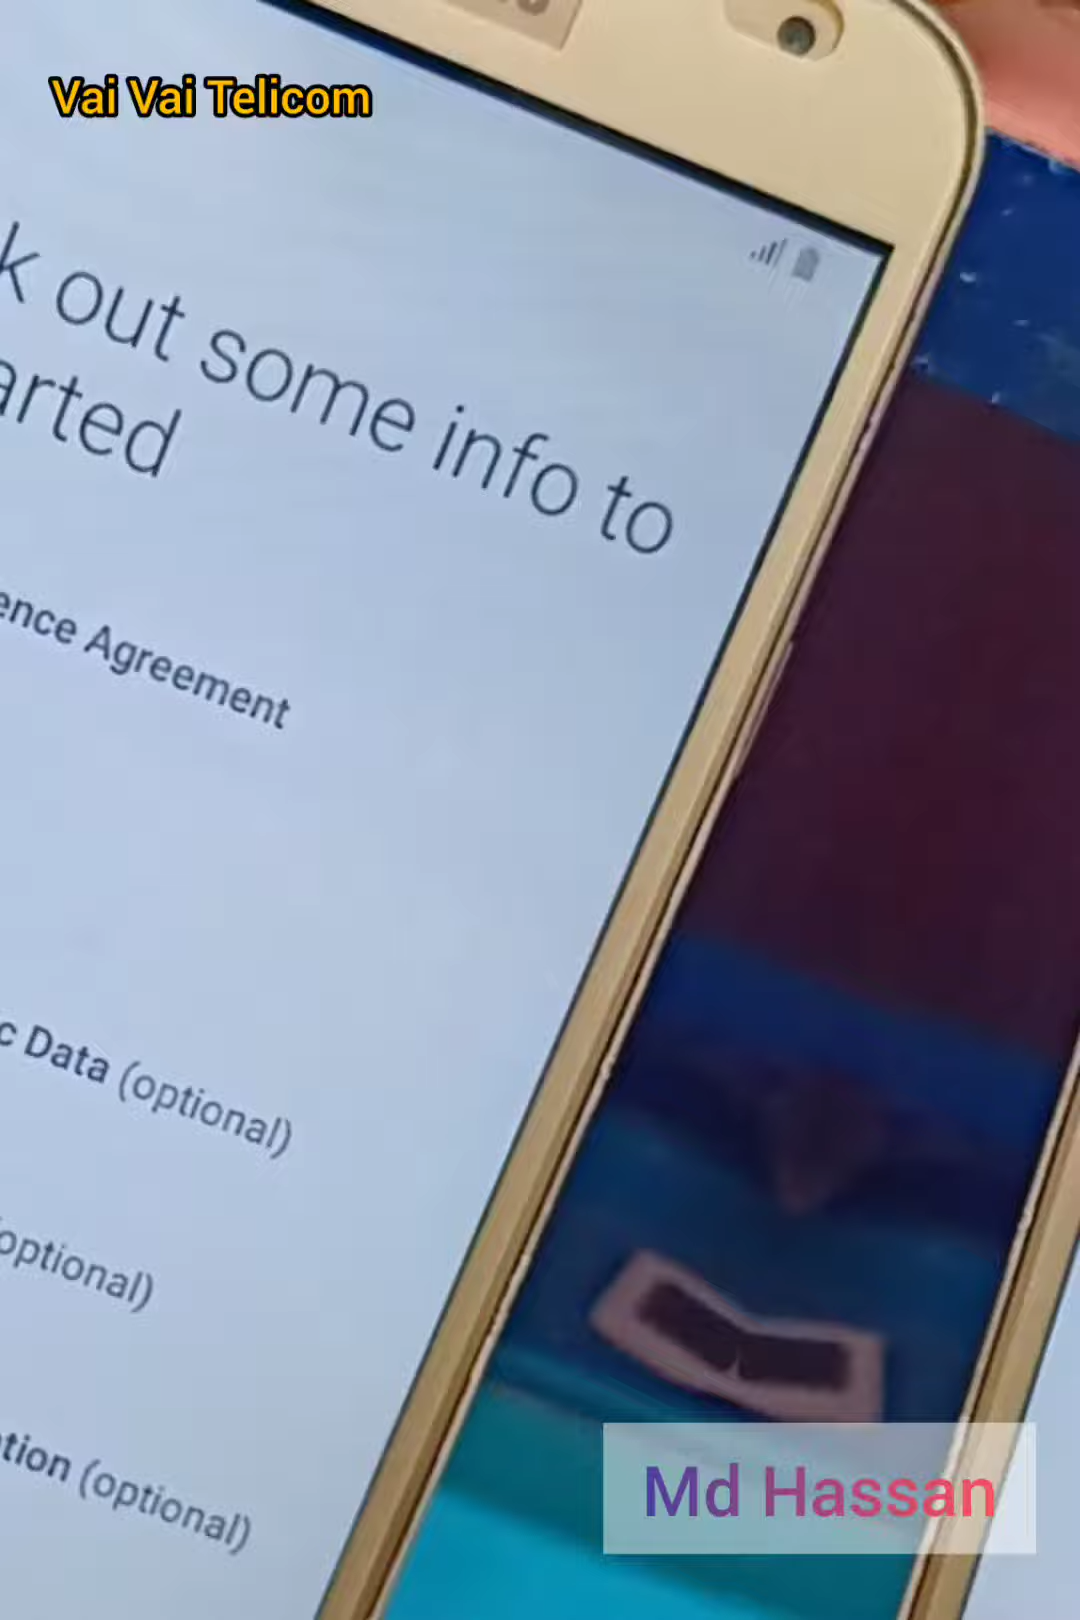 Vai Vai Telicom
k out some info to
arted
ence Agreement
c Data (optional)
optional)
tion (optional)
Md Hassan